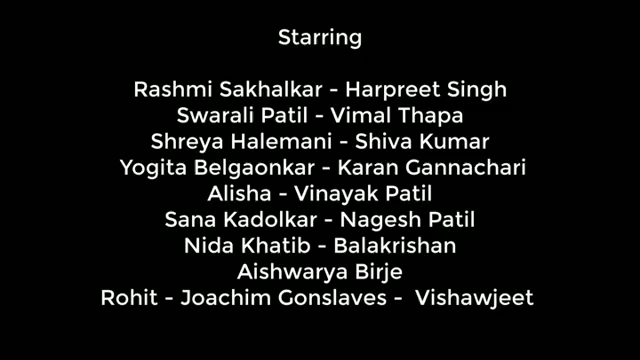 Starring
Rashmi Sakhalkar - Harpreet Singh
Swarali Patil - Vimal Thapa
Shreya Halemani - Shiva Kumar
Yogita Belgaonkar - Karan Gannachari
Alisha - Vinayak Patil
Sana Kadolkar - Nagesh Patil
Nida Khatib - Balakrishan
Aishwarya Birje
Rohit - Joachim Gonslaves - Vishawjeet